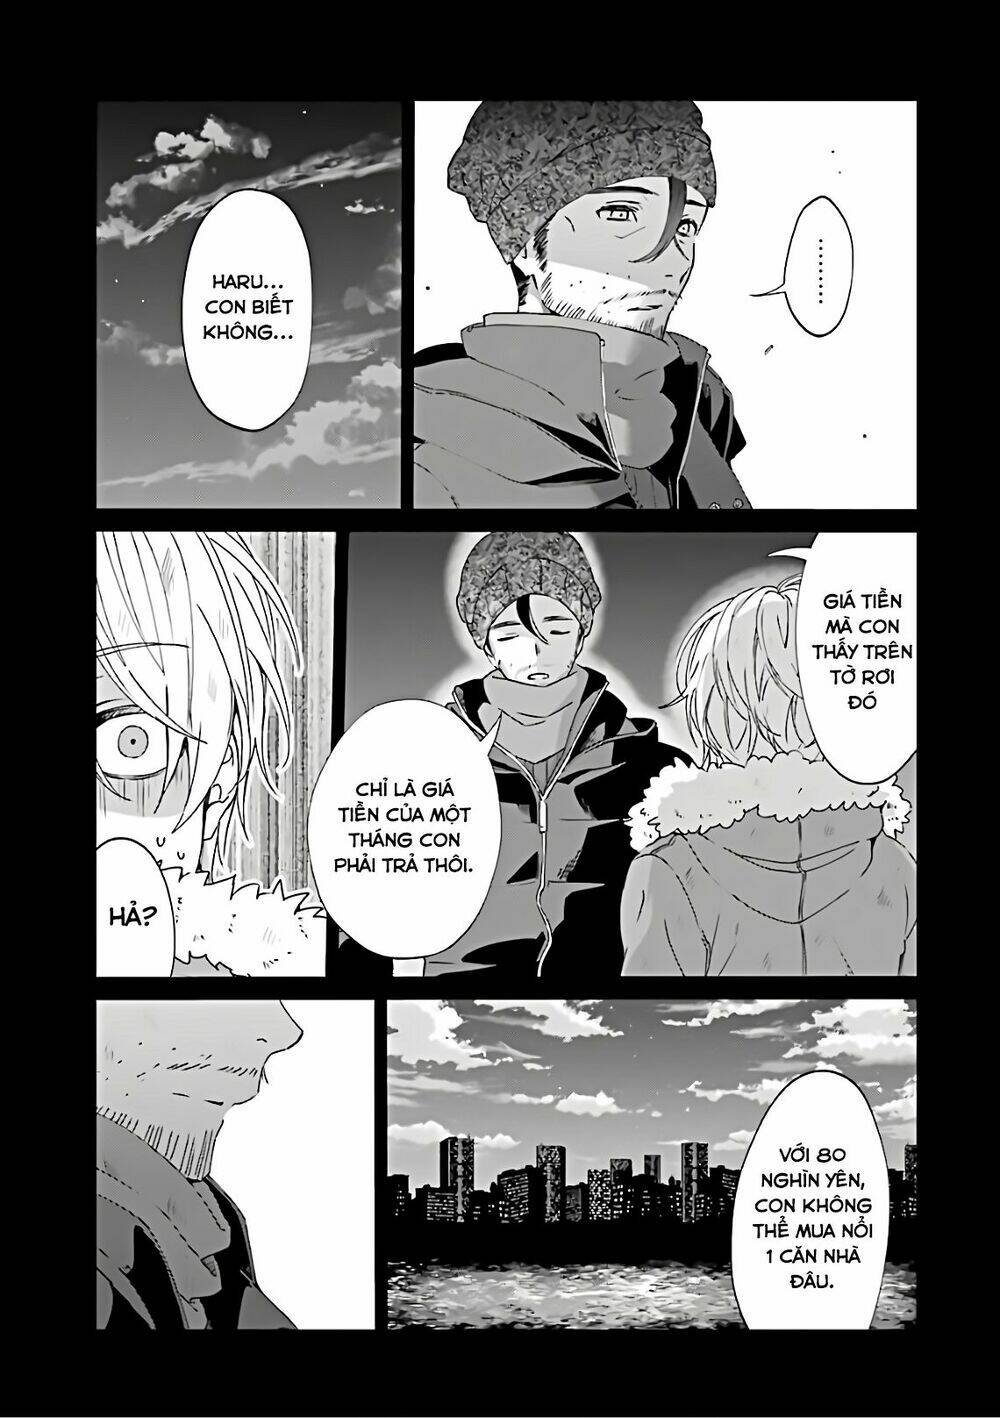 .........
HARU...
CON BIẾT
KHÔNG...
GIÁ TIỀN
MÀ CON
THẤY TRÊN
TỜ RƠI
ĐÓ
CHỈ LÀ GIÁ
TIỀN CỦA MỘT
THÁNG CON
PHẢI TRẢ THÔI.
HẢ?
VỚI 80
NGHÌN YÊN,
CON KHÔNG
THỂ MUA NỔI
1 CĂN NHÀ
ĐÂU.